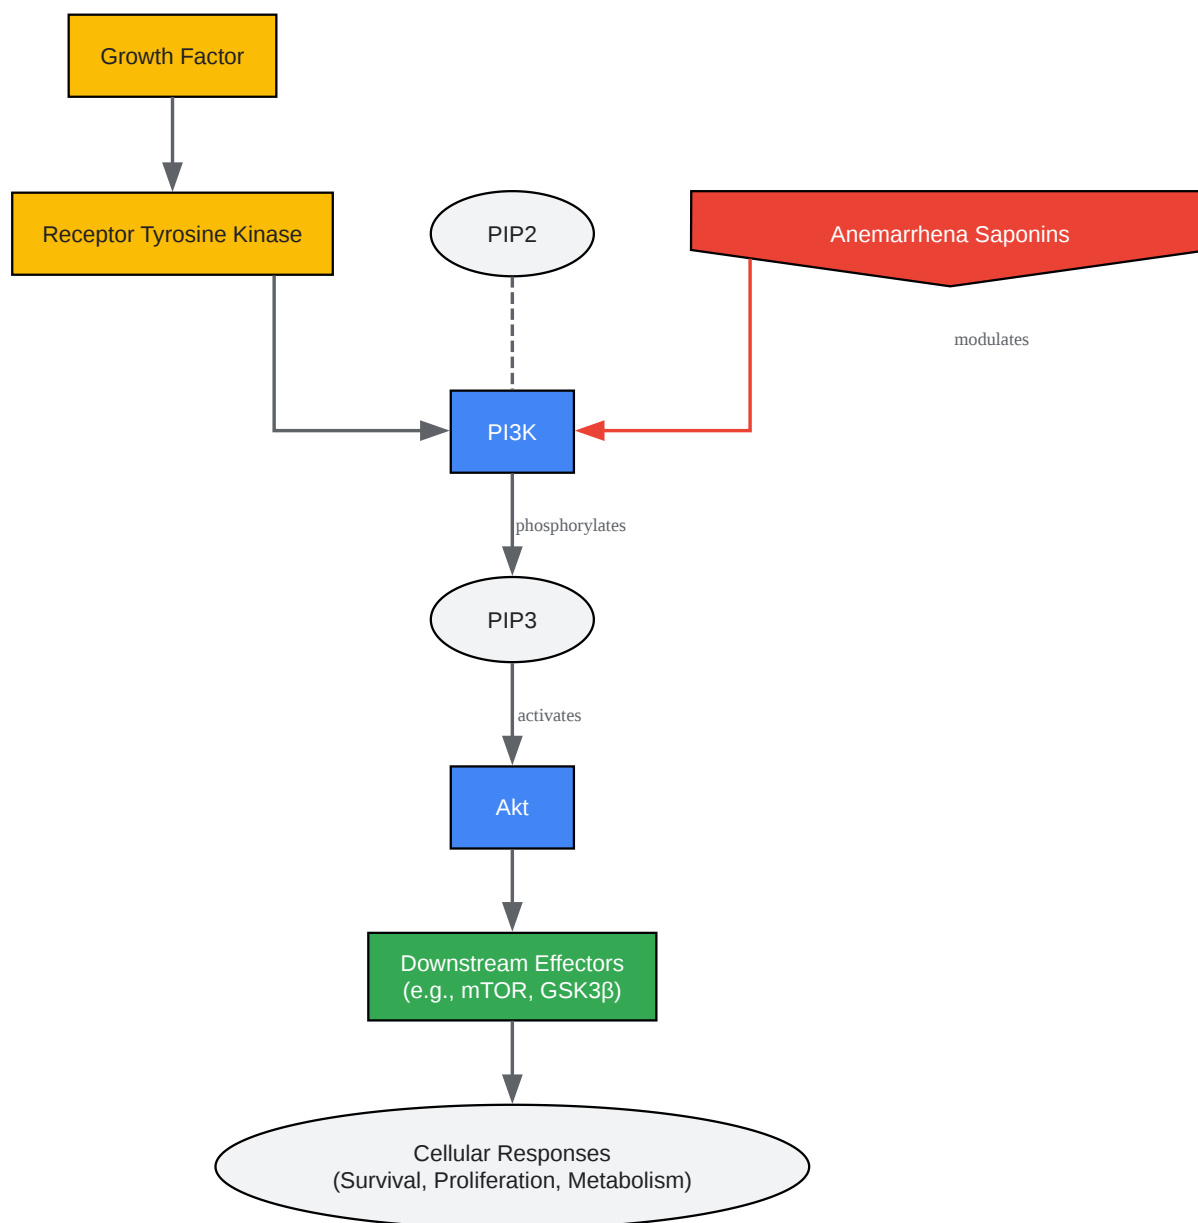 Growth Factor
Receptor Tyrosine Kinase
PIP2
Anemarrhena Saponins
modulates
PI3K
phosphorylates
PIP3
activates
Akt
Downstream Effectors
(e.g., mTOR, GSK3β)
Cellular Responses
(Survival, Proliferation, Metabolism)